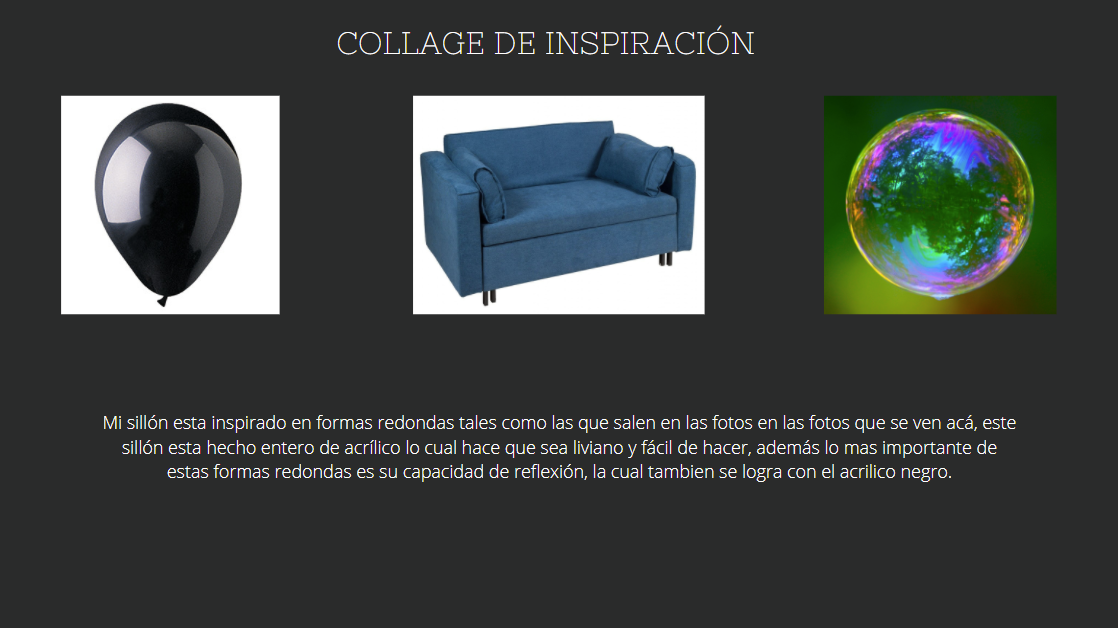 COLLAGE DE INSPIRACIÓN
Mi sillón esta inspirado en formas redondas tales como las que salen en las fotos en las fotos que se ven acá, este
sillón esta hecho entero de acrílico lo cual hace que sea liviano y fácil de hacer, además lo mas importante de
estas formas redondas es su capacidad de reflexión, la cual tambien se logra con el acrilico negro.